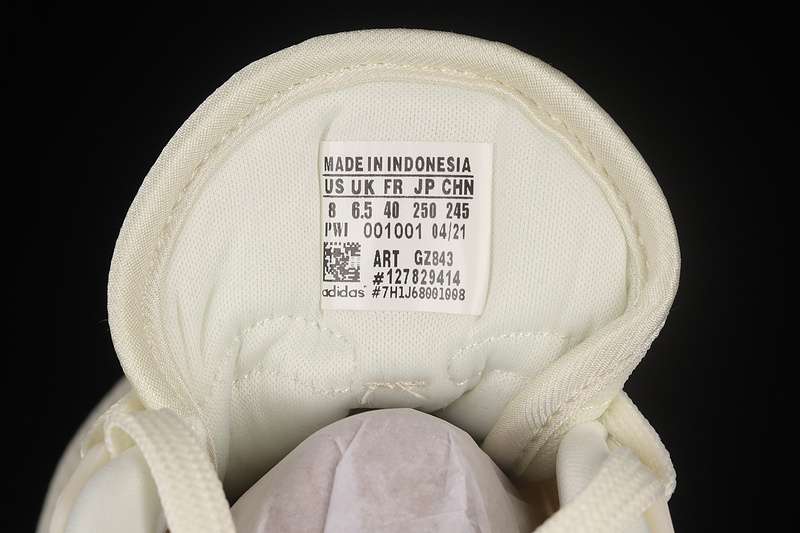 MADE IN INDONESIA
US UK FR JP CHN
8 6.5 40 250 245
PWI 001001 04/21
ART GZ843
#127829414
adidas #7H1J68001008